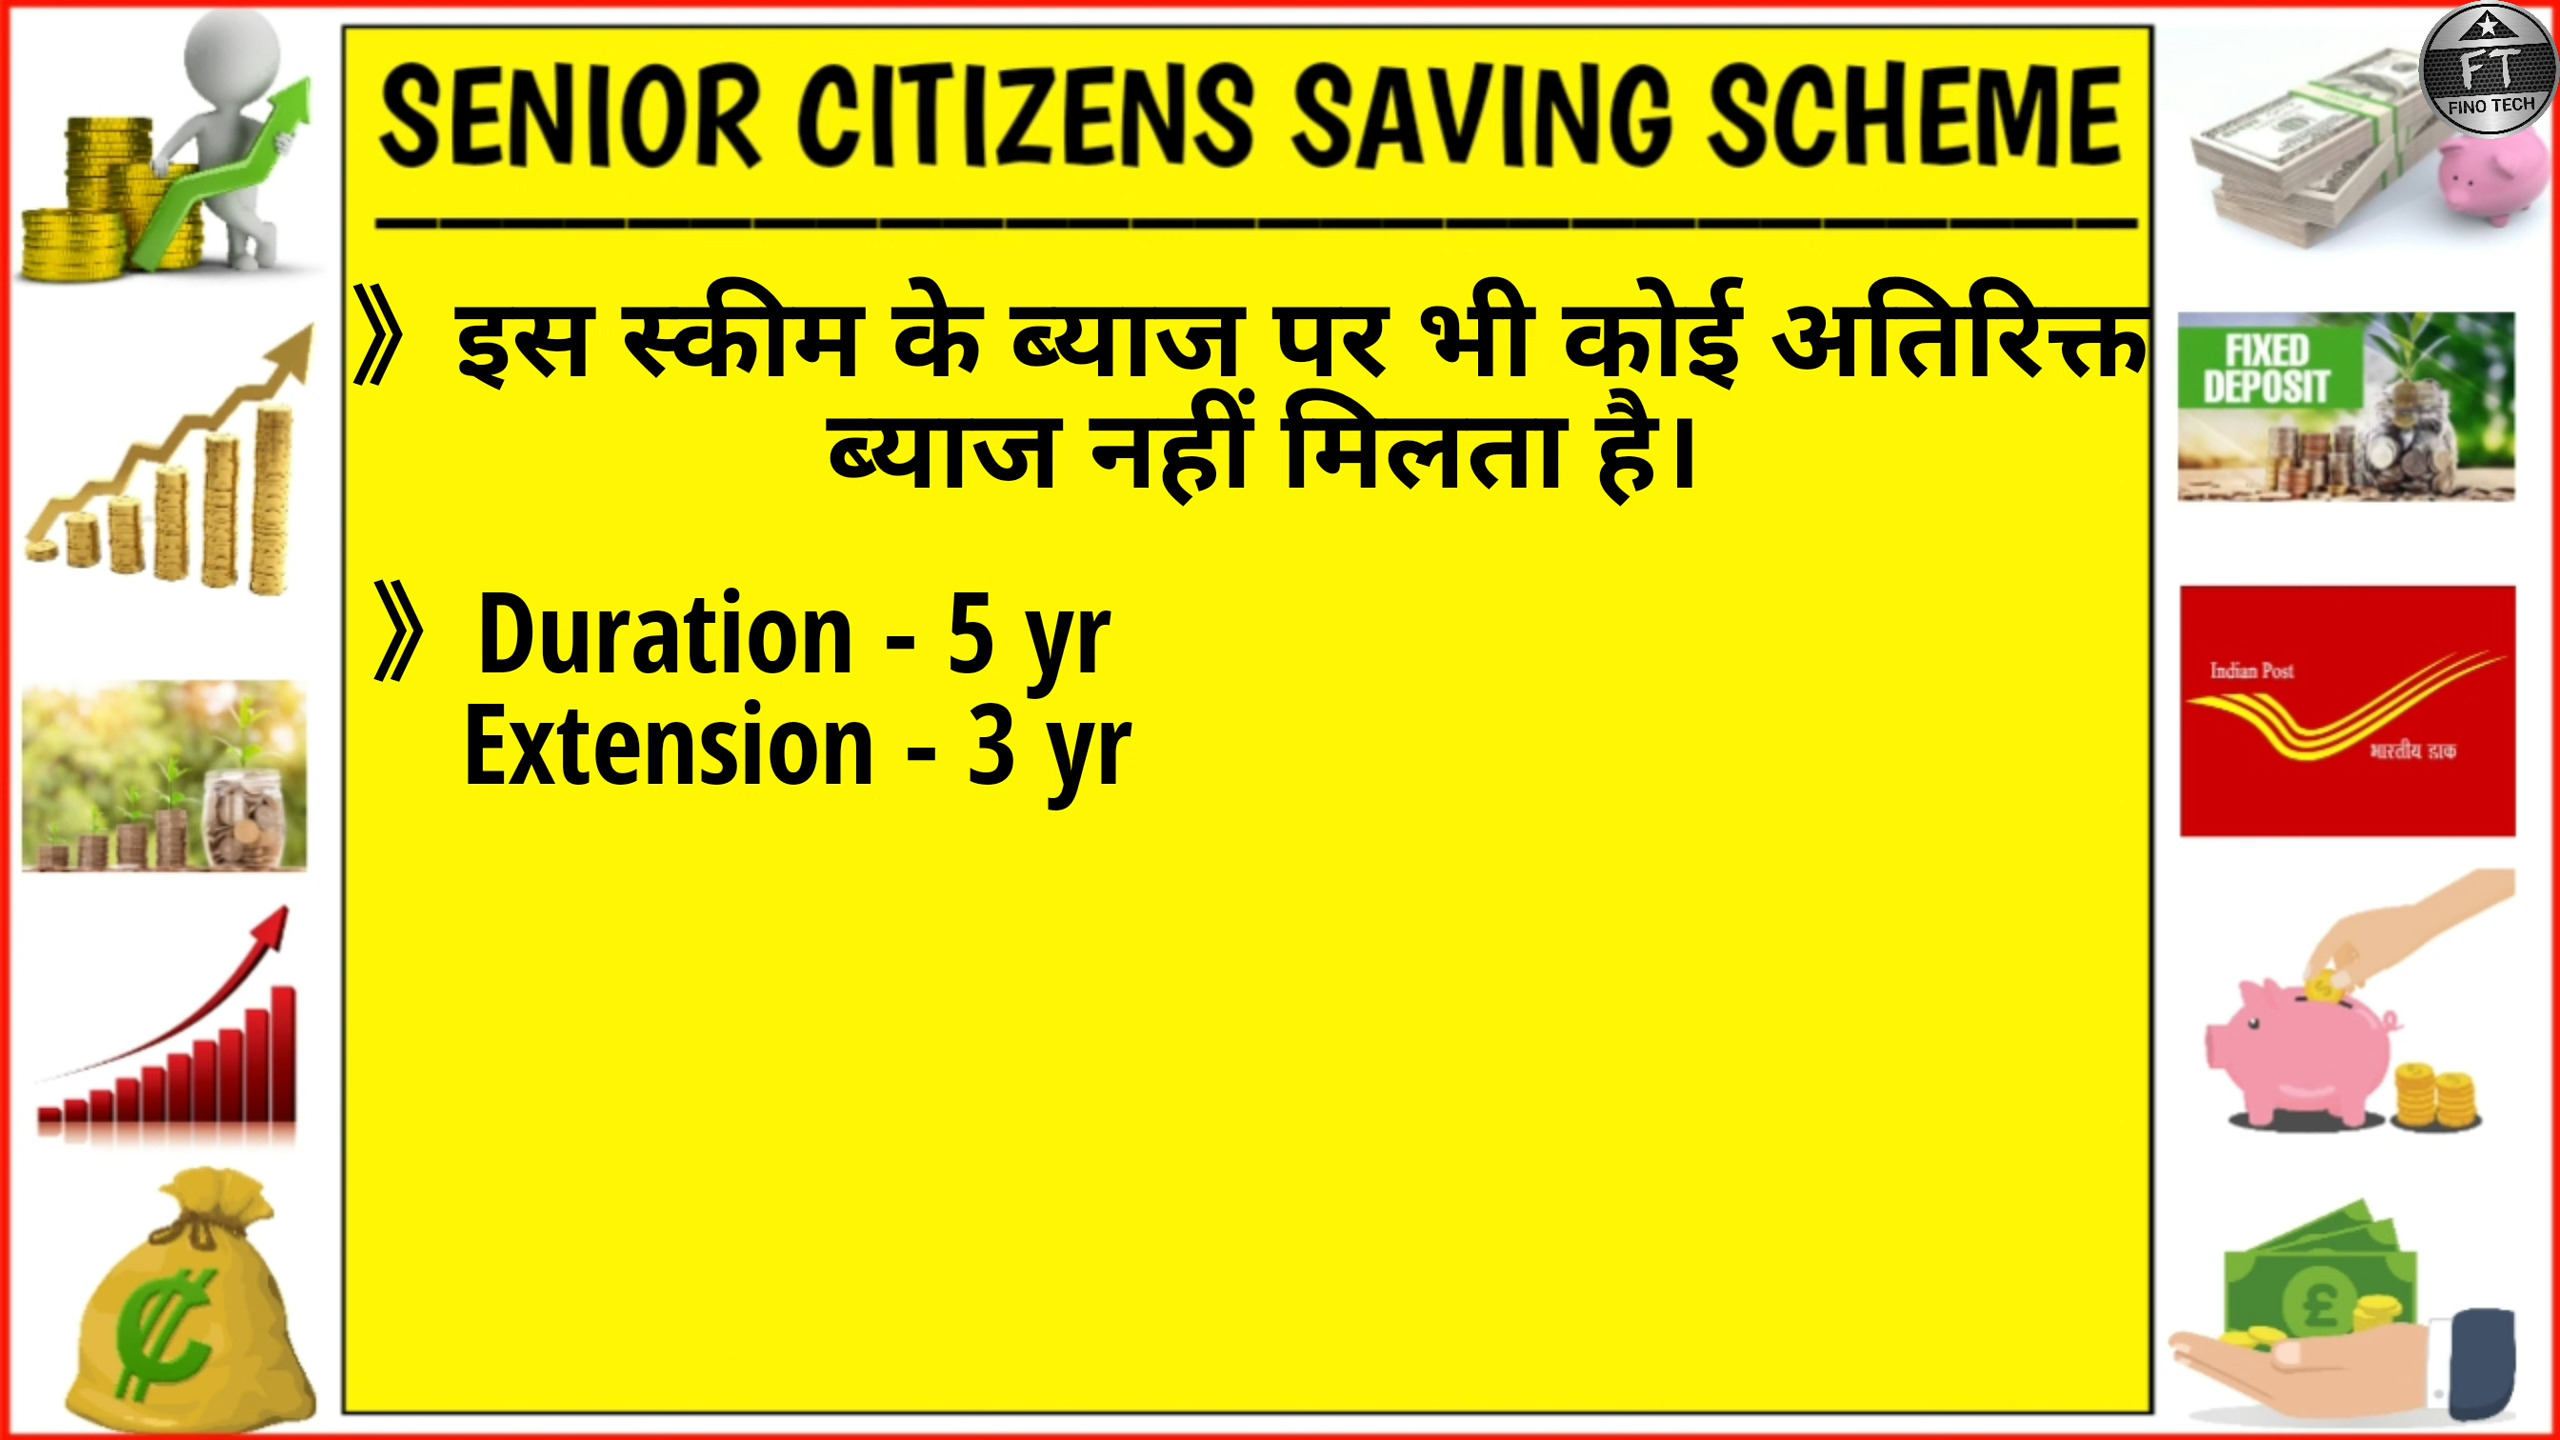 SENIOR CITIZENS SAVING SCHEME
》इस स्कीम के ब्याज पर भी कोई अतिरिक्त
ब्याज नहीं मिलता है।
》Duration - 5 yr
Extension - 3 yr
FT
FINO TECH
FIXED
DEPOSIT
Indian Post
भारतीय डाक